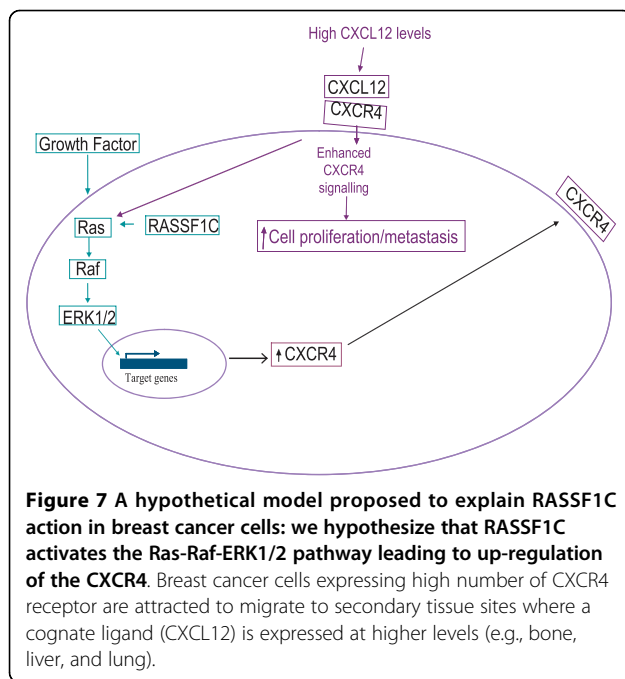 High CXCL12 levels
CXCL12
CXCR4
Growth Factor
Enhanced
CXCR4
signalling
CXCR4
Ras
RASSF1C
↑Cell proliferation/metastasis
Raf
ERK1/2
↑CXCR4
Target genes
Figure 7 A hypothetical model proposed to explain RASSF1C
action in breast cancer cells: we hypothesize that RASSF1C
activates the Ras-Raf-ERK1/2 pathway leading to up-regulation
of the CXCR4. Breast cancer cells expressing high number of CXCR4
receptor are attracted to migrate to secondary tissue sites where a
cognate ligand (CXCL12) is expressed at higher levels (e.g., bone,
liver, and lung).